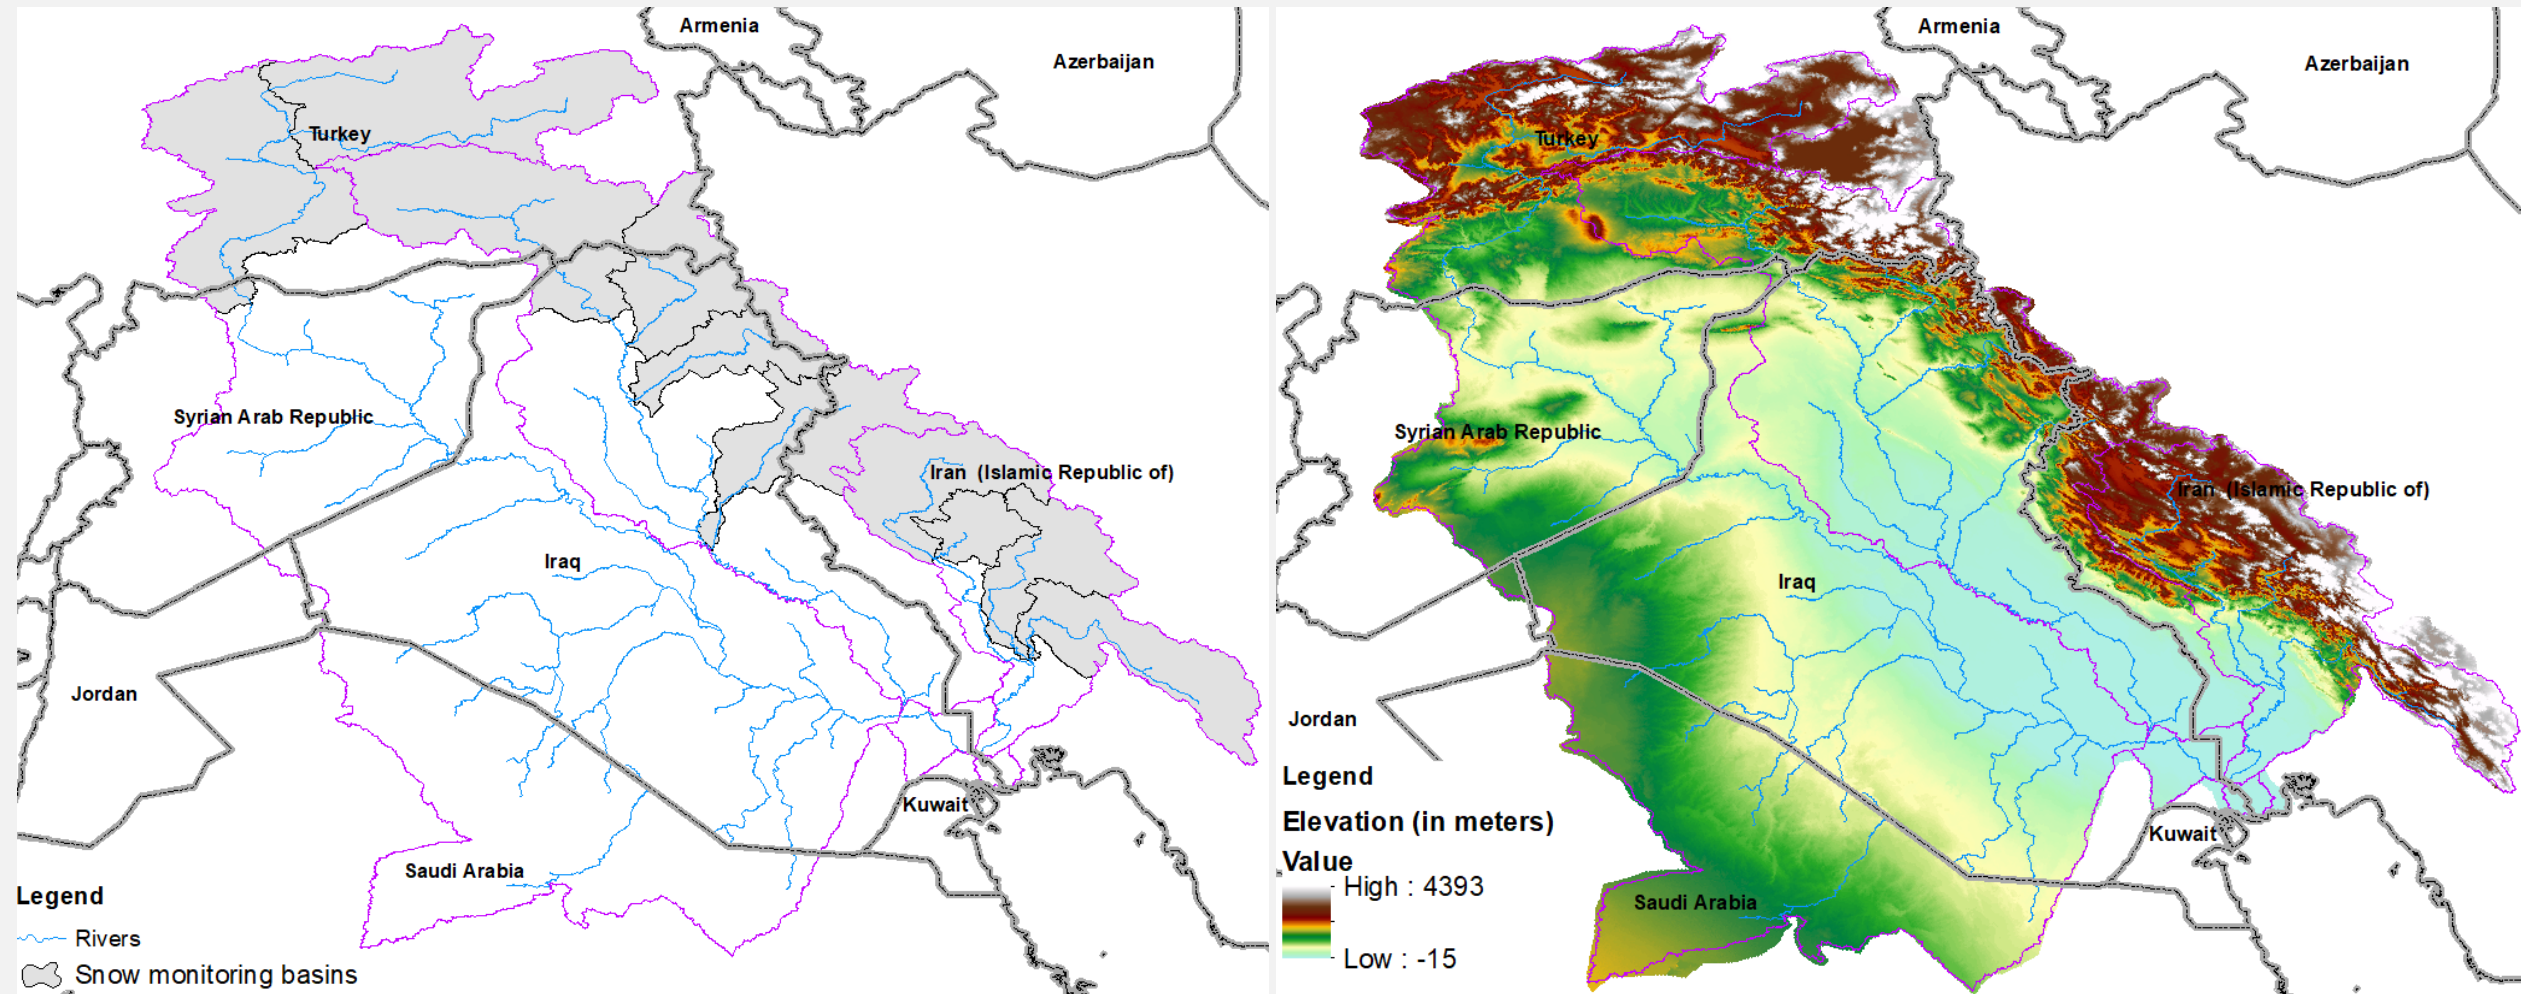 Armenia
Azerbaijan
Turkey
Syrian Arab Republic
Iran (Islamic Republic of)
Iraq
Jordan
Kuwait
Saudi Arabia
Legend
Rivers
Snow monitoring basins
Armenia
Azerbaijan
Turkey
Syrian Arab Republic
Iran (Islamic Republic of)
Iraq
Jordan
Legend
Elevation (in meters)
Value
High : 4393
Low : -15
Kuwait
Saudi Arabia